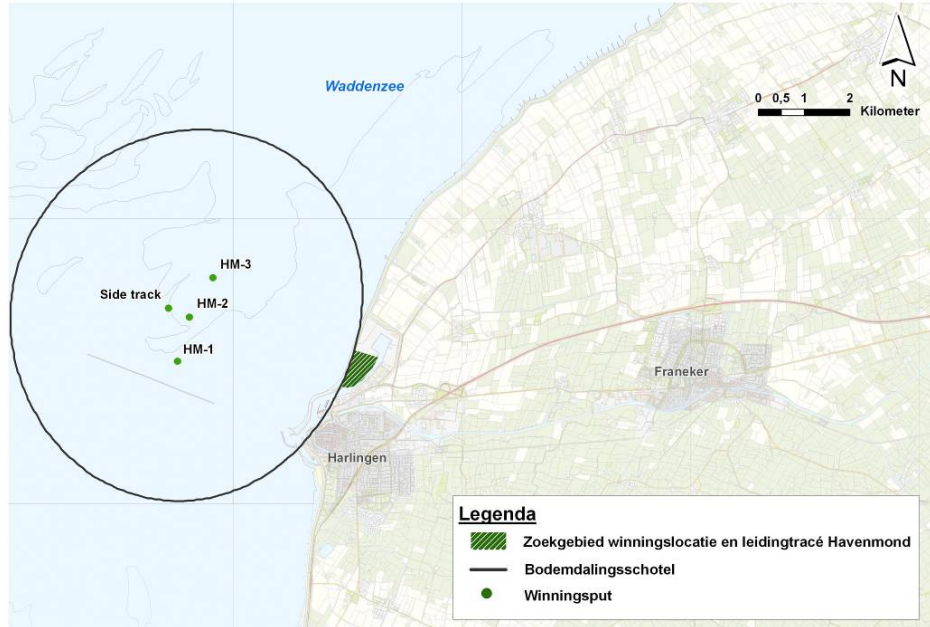 Waddenzee
N
0 0,5 1 2
Kilometer
HM-3
Side track
HM-2
HM-1
Franeker
Harlingen
Legenda
Zoekgebied winningslocatie en leidingtracé Havenmond
Bodemdalingsschotel
Winningsput